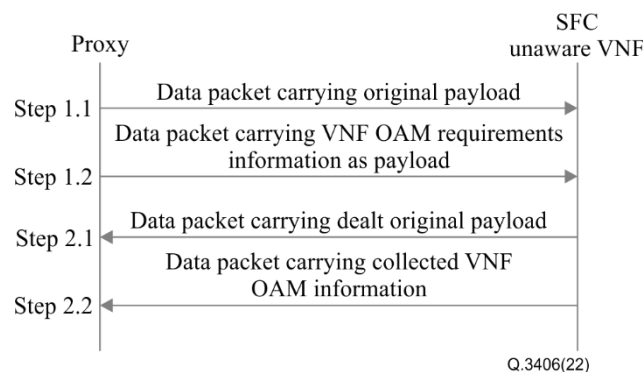 Proxy
SFC
unaware VNF
Step 1.1
Data packet carrying original payload
Data packet carrying VNF OAM requirements
information as payload
Step 1.2
Data packet carrying dealt original payload
Step 2.1
Data packet carrying collected VNF
OAM information
Step 2.2
Q.3406(22)